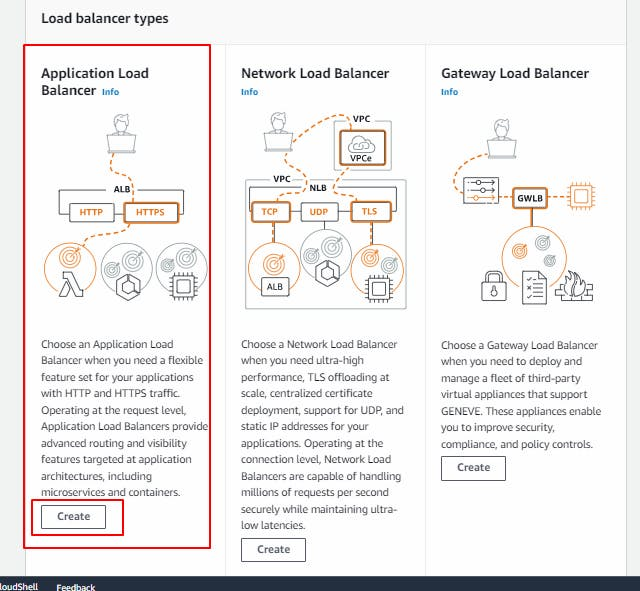 Load balancer types
Application Load
Balancer Info
ALB
HTTP HTTPS
Choose an Application Load
Balancer when you need a flexible
feature set for your applications
with HTTP and HTTPS traffic.
Operating at the request level,
Application Load Balancers provide
advanced routing and visibility
features targeted at application
architectures, including
microservices and containers.
Create
Network Load Balancer
Info
VPC
VPCe
VPC
NLB
TCP UDP TLS
ALB
Choose a Network Load Balancer
when you need ultra-high
performance, TLS offloading at
scale, centralized certificate
deployment, support for UDP, and
static IP addresses for your
applications. Operating at the
connection level, Network Load
Balancers are capable of handling
millions of requests per second
securely while maintaining ultra-
low latencies.
Create
Gateway Load Balancer
Info
GWLB
Choose a Gateway Load Balancer
when you need to deploy and
manage a fleet of third-party
virtual appliances that support
GENEVE. These appliances enable
you to improve security,
compliance, and policy controls.
Create
loudShell Feedback